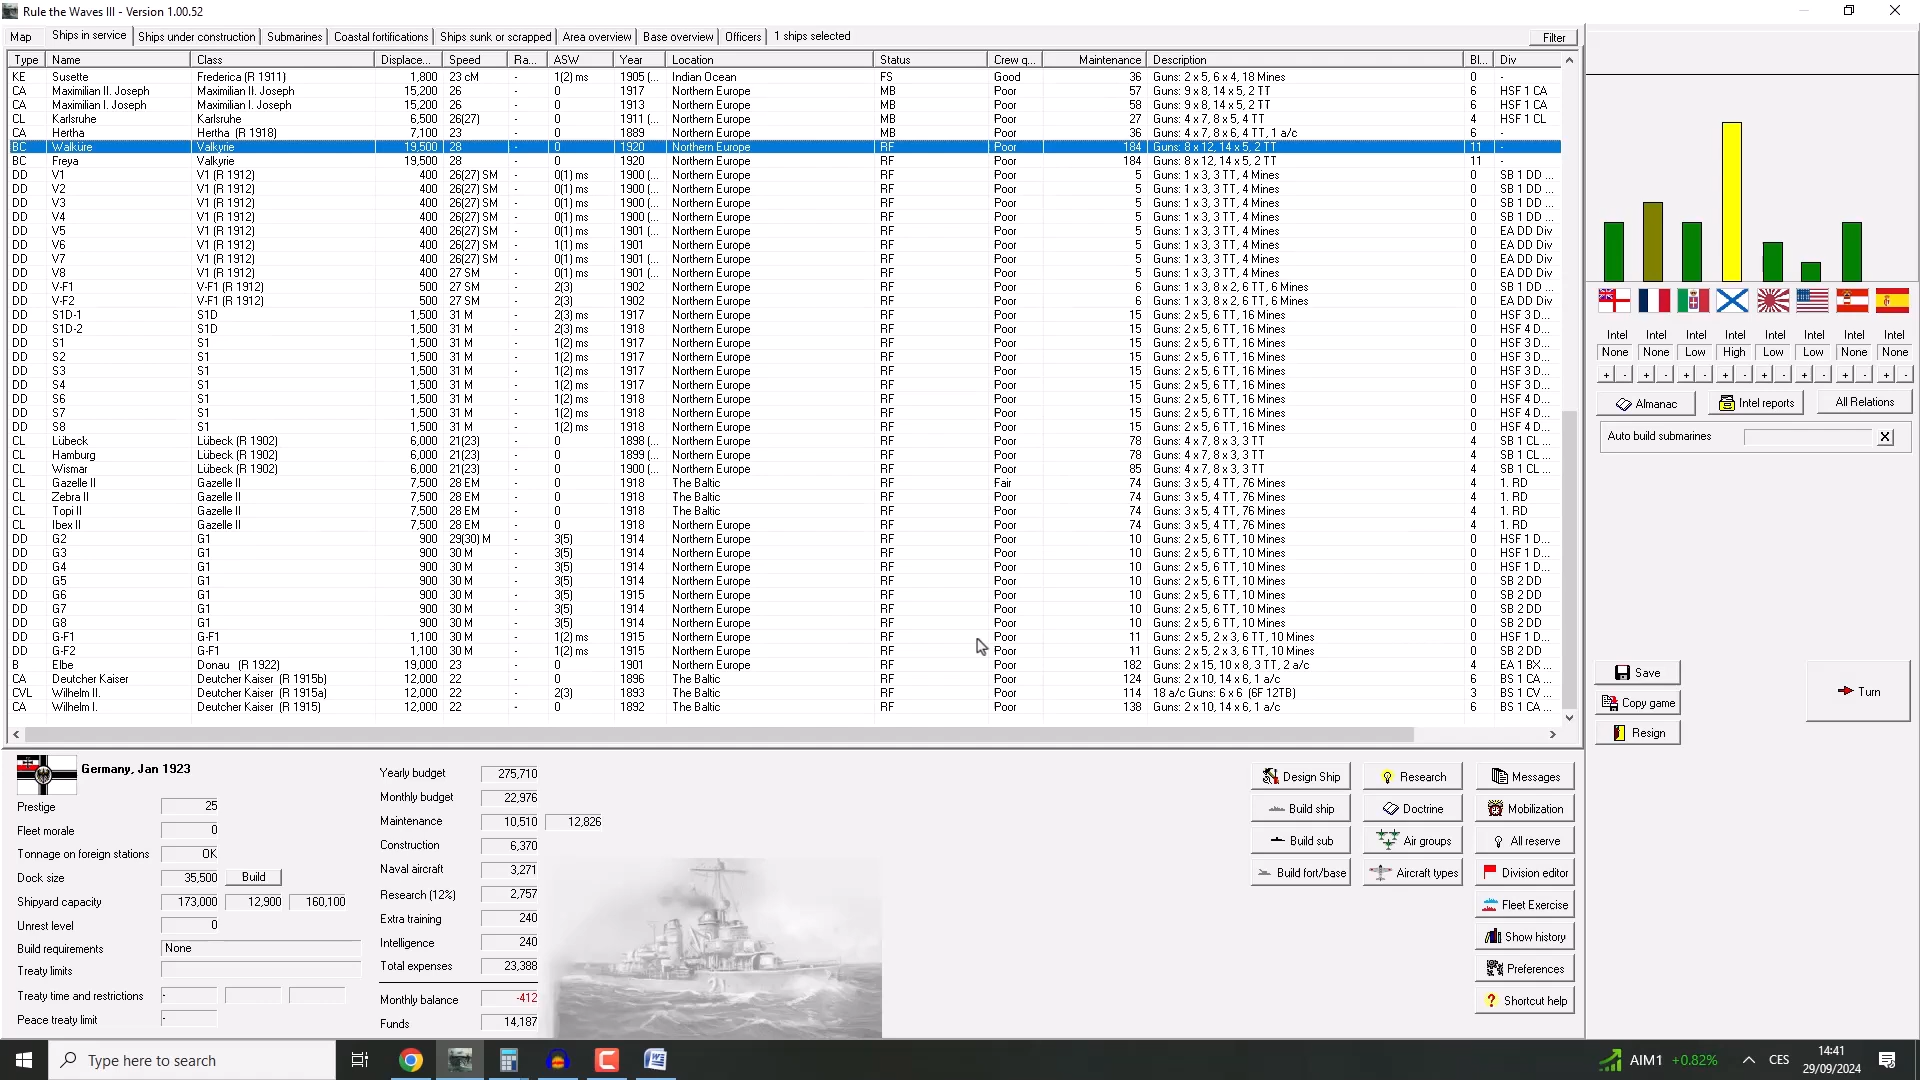 Rule the Waves III - Version 1.00.52
Map Ships in service Ships under construction Submarines Coastal fortifications Ships sunk or scrapped Area overview Base overview Officers 1 ships selected Filter
Type Name Class Displace... Speed Ra... ASW Year Location Status Crew q... Maintenance Description Bl... Div
KE Susette Frederica (R 1911) 1,800 23 cM - 1(2) ms 1905 (... Indian Ocean FS Good 36 Guns: 2 x 5, 6 x 4, 18 Mines 0 -
CA Maximilian II. Joseph Maximilian II. Joseph 15,200 26 - 0 1917 Northern Europe MB Poor 57 Guns: 9 x 8, 14 x 5, 2 TT 6 HSF 1 CA
CA Maximilian I. Joseph Maximilian I. Joseph 15,200 26 - 0 1913 Northern Europe MB Poor 58 Guns: 9 x 8, 14 x 5, 2 TT 6 HSF 1 CA
CL Karlsruhe Karlsruhe 6,500 26(27) - 0 1911 (... Northern Europe MB Poor 27 Guns: 4 x 7, 8 x 5, 4 TT 4 HSF 1 CL
CA Hertha Hertha (R 1918) 7,100 23 - 0 1889 Northern Europe MB Poor 36 Guns: 4 x 7, 8 x 6, 4 TT, 1 a/c 6 -
BC Walküre Valkyrie 19,500 28 - 0 1920 Northern Europe RF Poor 184 Guns: 8 x 12, 14 x 5, 2 TT 11 -
BC Freya Valkyrie 19,500 28 - 0 1920 Northern Europe RF Poor 184 Guns: 8 x 12, 14 x 5, 2 TT 11 -
DD V1 V1 (R 1912) 400 26(27) SM - 0(1) ms 1900 (... Northern Europe RF Poor 5 Guns: 1 x 3, 3 TT, 4 Mines 0 SB 1 DD ...
DD V2 V1 (R 1912) 400 26(27) SM - 0(1) ms 1900 (... Northern Europe RF Poor 5 Guns: 1 x 3, 3 TT, 4 Mines 0 SB 1 DD ...
DD V3 V1 (R 1912) 400 26(27) SM - 0(1) ms 1900 (... Northern Europe RF Poor 5 Guns: 1 x 3, 3 TT, 4 Mines 0 SB 1 DD ...
DD V4 V1 (R 1912) 400 26(27) SM - 0(1) ms 1900 (... Northern Europe RF Poor 5 Guns: 1 x 3, 3 TT, 4 Mines 0 SB 1 DD ...
DD V5 V1 (R 1912) 400 26(27) SM - 0(1) ms 1901 (... Northern Europe RF Poor 5 Guns: 1 x 3, 3 TT, 4 Mines 0 EA DD Div
DD V6 V1 (R 1912) 400 26(27) SM - 1(1) ms 1901 Northern Europe RF Poor 5 Guns: 1 x 3, 3 TT, 4 Mines 0 EA DD Div
DD V7 V1 (R 1912) 400 26(27) SM - 0(1) ms 1901 (... Northern Europe RF Poor 5 Guns: 1 x 3, 3 TT, 4 Mines 0 EA DD Div
DD V8 V1 (R 1912) 400 27 SM - 0(1) ms 1901 (... Northern Europe RF Poor 5 Guns: 1 x 3, 3 TT, 4 Mines 0 EA DD Div
DD V-F1 V-F1 (R 1912) 500 27 SM - 2(3) 1902 Northern Europe RF Poor 6 Guns: 1 x 3, 8 x 2, 6 TT, 6 Mines 0 SB 1 DD ...
DD V-F2 V-F1 (R 1912) 500 27 SM - 2(3) 1902 Northern Europe RF Poor 6 Guns: 1 x 3, 8 x 2, 6 TT, 6 Mines 0 EA DD Div
DD S1D-1 S1D 1,500 31 M - 2(3) ms 1917 Northern Europe RF Poor 15 Guns: 2 x 5, 6 TT, 16 Mines 0 HSF 3 D...
DD S1D-2 S1D 1,500 31 M - 2(3) ms 1918 Northern Europe RF Poor 15 Guns: 2 x 5, 6 TT, 16 Mines 0 HSF 4 D...
DD S1 S1 1,500 31 M - 1(2) ms 1917 Northern Europe RF Poor 15 Guns: 2 x 5, 6 TT, 16 Mines 0 HSF 3 D...
DD S2 S1 1,500 31 M - 1(2) ms 1917 Northern Europe RF Poor 15 Guns: 2 x 5, 6 TT, 16 Mines 0 HSF 3 D...
DD S3 S1 1,500 31 M - 1(2) ms 1917 Northern Europe RF Poor 15 Guns: 2 x 5, 6 TT, 16 Mines 0 HSF 3 D...
DD S4 S1 1,500 31 M - 1(2) ms 1917 Northern Europe RF Poor 15 Guns: 2 x 5, 6 TT, 16 Mines 0 HSF 3 D...
DD S6 S1 1,500 31 M - 1(2) ms 1918 Northern Europe RF Poor 15 Guns: 2 x 5, 6 TT, 16 Mines 0 HSF 4 D...
DD S7 S1 1,500 31 M - 1(2) ms 1918 Northern Europe RF Poor 15 Guns: 2 x 5, 6 TT, 16 Mines 0 HSF 4 D...
DD S8 S1 1,500 31 M - 1(2) ms 1918 Northern Europe RF Poor 15 Guns: 2 x 5, 6 TT, 16 Mines 0 HSF 4 D...
CL Lübeck Lübeck (R 1902) 6,000 21(23) - 0 1898 (... Northern Europe RF Poor 78 Guns: 4 x 7, 8 x 3, 3 TT 4 SB 1 CL ...
CL Hamburg Lübeck (R 1902) 6,000 21(23) - 0 1899 (... Northern Europe RF Poor 78 Guns: 4 x 7, 8 x 3, 3 TT 4 SB 1 CL ...
CL Wismar Lübeck (R 1902) 6,000 21(23) - 0 1900 (... Northern Europe RF Poor 85 Guns: 4 x 7, 8 x 3, 3 TT 4 SB 1 CL ...
CL Gazelle II Gazelle II 7,500 28 EM - 0 1918 The Baltic RF Fair 74 Guns: 3 x 5, 4 TT, 76 Mines 4 1. RD
CL Zebra II Gazelle II 7,500 28 EM - 0 1918 The Baltic RF Poor 74 Guns: 3 x 5, 4 TT, 76 Mines 4 1. RD
CL Topi II Gazelle II 7,500 28 EM - 0 1918 The Baltic RF Poor 74 Guns: 3 x 5, 4 TT, 76 Mines 4 1. RD
CL Ibex II Gazelle II 7,500 28 EM - 0 1918 Northern Europe RF Poor 74 Guns: 3 x 5, 4 TT, 76 Mines 4 1. RD
DD G2 G1 900 29(30) M - 3(5) 1914 Northern Europe RF Poor 10 Guns: 2 x 5, 6 TT, 10 Mines 0 HSF 1 D...
DD G3 G1 900 30 M - 3(5) 1914 Northern Europe RF Poor 10 Guns: 2 x 5, 6 TT, 10 Mines 0 HSF 1 D...
DD G4 G1 900 30 M - 3(5) 1914 Northern Europe RF Poor 10 Guns: 2 x 5, 6 TT, 10 Mines 0 HSF 1 D...
DD G5 G1 900 30 M - 3(5) 1914 Northern Europe RF Poor 10 Guns: 2 x 5, 6 TT, 10 Mines 0 SB 2 DD
DD G6 G1 900 30 M - 3(5) 1915 Northern Europe RF Poor 10 Guns: 2 x 5, 6 TT, 10 Mines 0 SB 2 DD
DD G7 G1 900 30 M - 3(5) 1914 Northern Europe RF Poor 10 Guns: 2 x 5, 6 TT, 10 Mines 0 SB 2 DD
DD G8 G1 900 30 M - 3(5) 1914 Northern Europe RF Poor 10 Guns: 2 x 5, 6 TT, 10 Mines 0 SB 2 DD
DD G-F1 G-F1 1,100 30 M - 1(2) ms 1915 Northern Europe RF Poor 11 Guns: 2 x 5, 2 x 3, 6 TT, 10 Mines 0 HSF 1 D...
DD G-F2 G-F1 1,100 30 M - 1(2) ms 1915 Northern Europe RF Poor 11 Guns: 2 x 5, 2 x 3, 6 TT, 10 Mines 0 SB 2 DD
B Elbe Donau (R 1922) 19,000 23 - 0 1901 Northern Europe RF Poor 182 Guns: 2 x 15, 10 x 8, 3 TT, 2 a/c 4 EA 1 BX ...
CA Deutcher Kaiser Deutcher Kaiser (R 1915b) 12,000 22 - 0 1896 The Baltic RF Poor 124 Guns: 2 x 10, 14 x 6, 1 a/c 6 BS 1 CA ...
CVL Wilhelm II. Deutcher Kaiser (R 1915a) 12,000 22 - 2(3) 1893 The Baltic RF Poor 114 18 a/c Guns: 6 x 6 (6F 12TB) 3 BS 1 CV ...
CA Wilhelm I. Deutcher Kaiser (R 1915) 12,000 22 - 0 1892 The Baltic RF Poor 138 Guns: 2 x 10, 14 x 6, 1 a/c 6 BS 1 CA ...
Intel Intel Intel Intel Intel Intel Intel Intel
None None Low High Low Low None None
+ - + - + - + - + - + - + - + -
Almanac Intel reports All Relations
Auto build submarines X
Save
Copy game
Resign
Turn
Germany, Jan 1923
Prestige 25
Fleet morale 0
Tonnage on foreign stations OK
Dock size 35,500 Build
Shipyard capacity 173,000 12,900 160,100
Unrest level 0
Build requirements None
Treaty limits
Treaty time and restrictions -
Peace treaty limit -
Yearly budget 275,710
Monthly budget 22,976
Maintenance 10,510 12,826
Construction 6,370
Naval aircraft 3,271
Research (12%) 2,757
Extra training 240
Intelligence 240
Total expenses 23,388
Monthly balance -412
Funds 14,187
Design Ship Research Messages
Build ship Doctrine Mobilization
Build sub Air groups All reserve
Build fort/base Aircraft types Division editor
Fleet Exercise
Show history
Preferences
Shortcut help
Type here to search
AIM1 +0.82% CES 14:41
29/09/2024